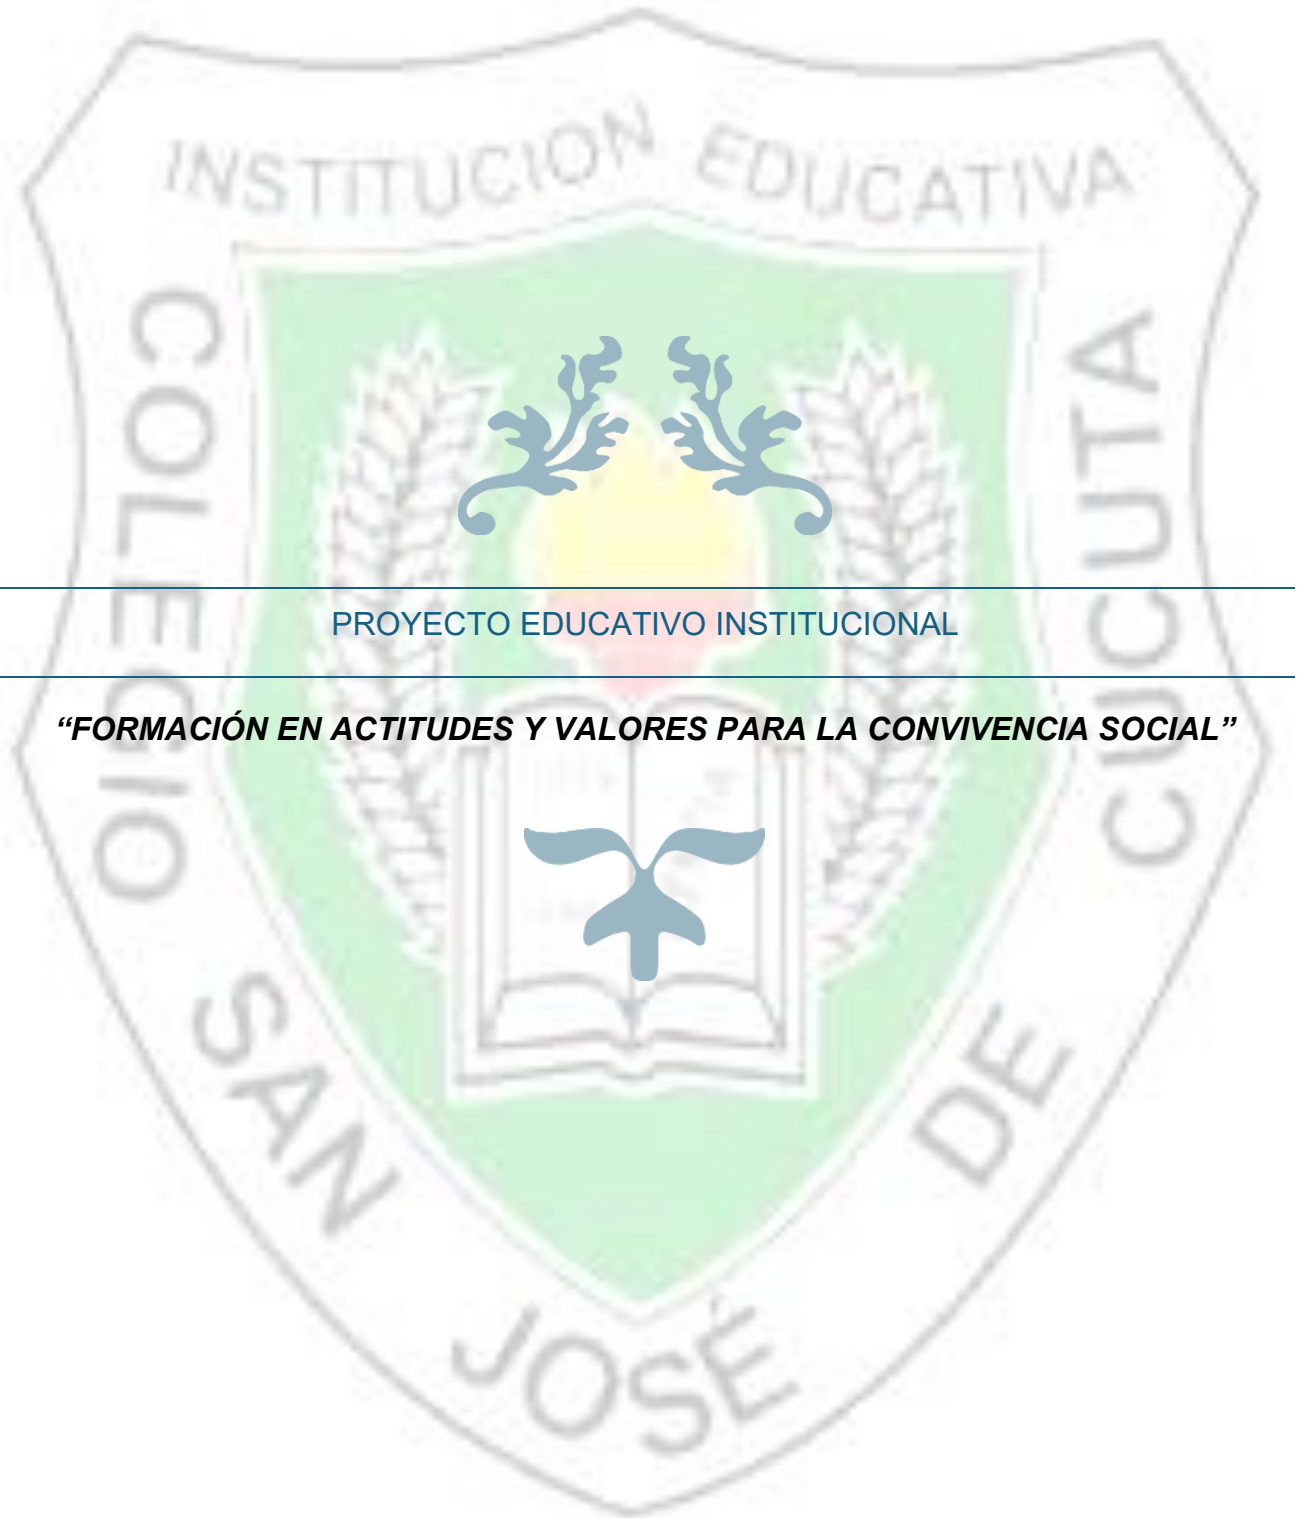 INSTITUCION EDUCATIVA
COLEGIO SAN JOSÉ DE CUCUTA
PROYECTO EDUCATIVO INSTITUCIONAL
“FORMACIÓN EN ACTITUDES Y VALORES PARA LA CONVIVENCIA SOCIAL”